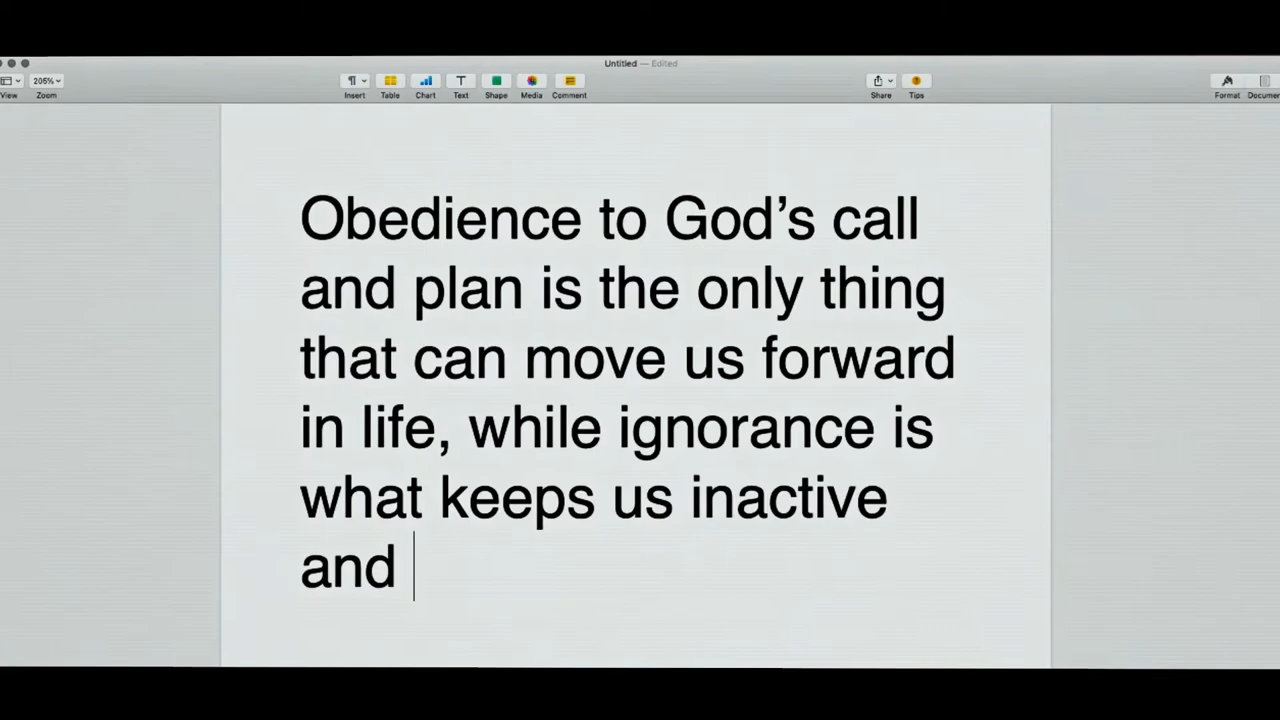 Untitled — Edited
205%
View Zoom Insert Table Chart Text Shape Media Comment Share Tips Format Documen
Obedience to God’s call
and plan is the only thing
that can move us forward
in life, while ignorance is
what keeps us inactive
and